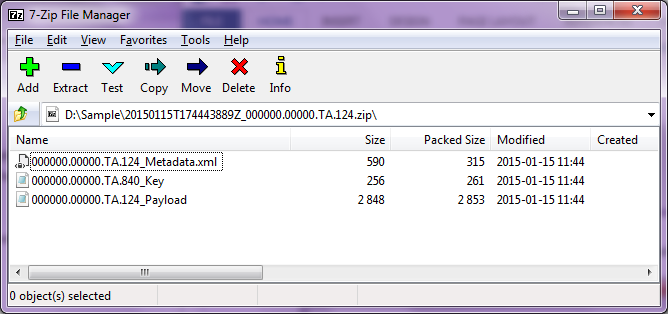 7-Zip File Manager
File Edit View Favorites Tools Help
Add Extract Test Copy Move Delete Info
D:\Sample\20150115T174443889Z_000000.00000.TA.124.zip\
Name Size Packed Size Modified Created
000000.00000.TA.124_Metadata.xml 590 315 2015-01-15 11:44
000000.00000.TA.840_Key 256 261 2015-01-15 11:44
000000.00000.TA.124_Payload 2 848 2 853 2015-01-15 11:44
0 object(s) selected